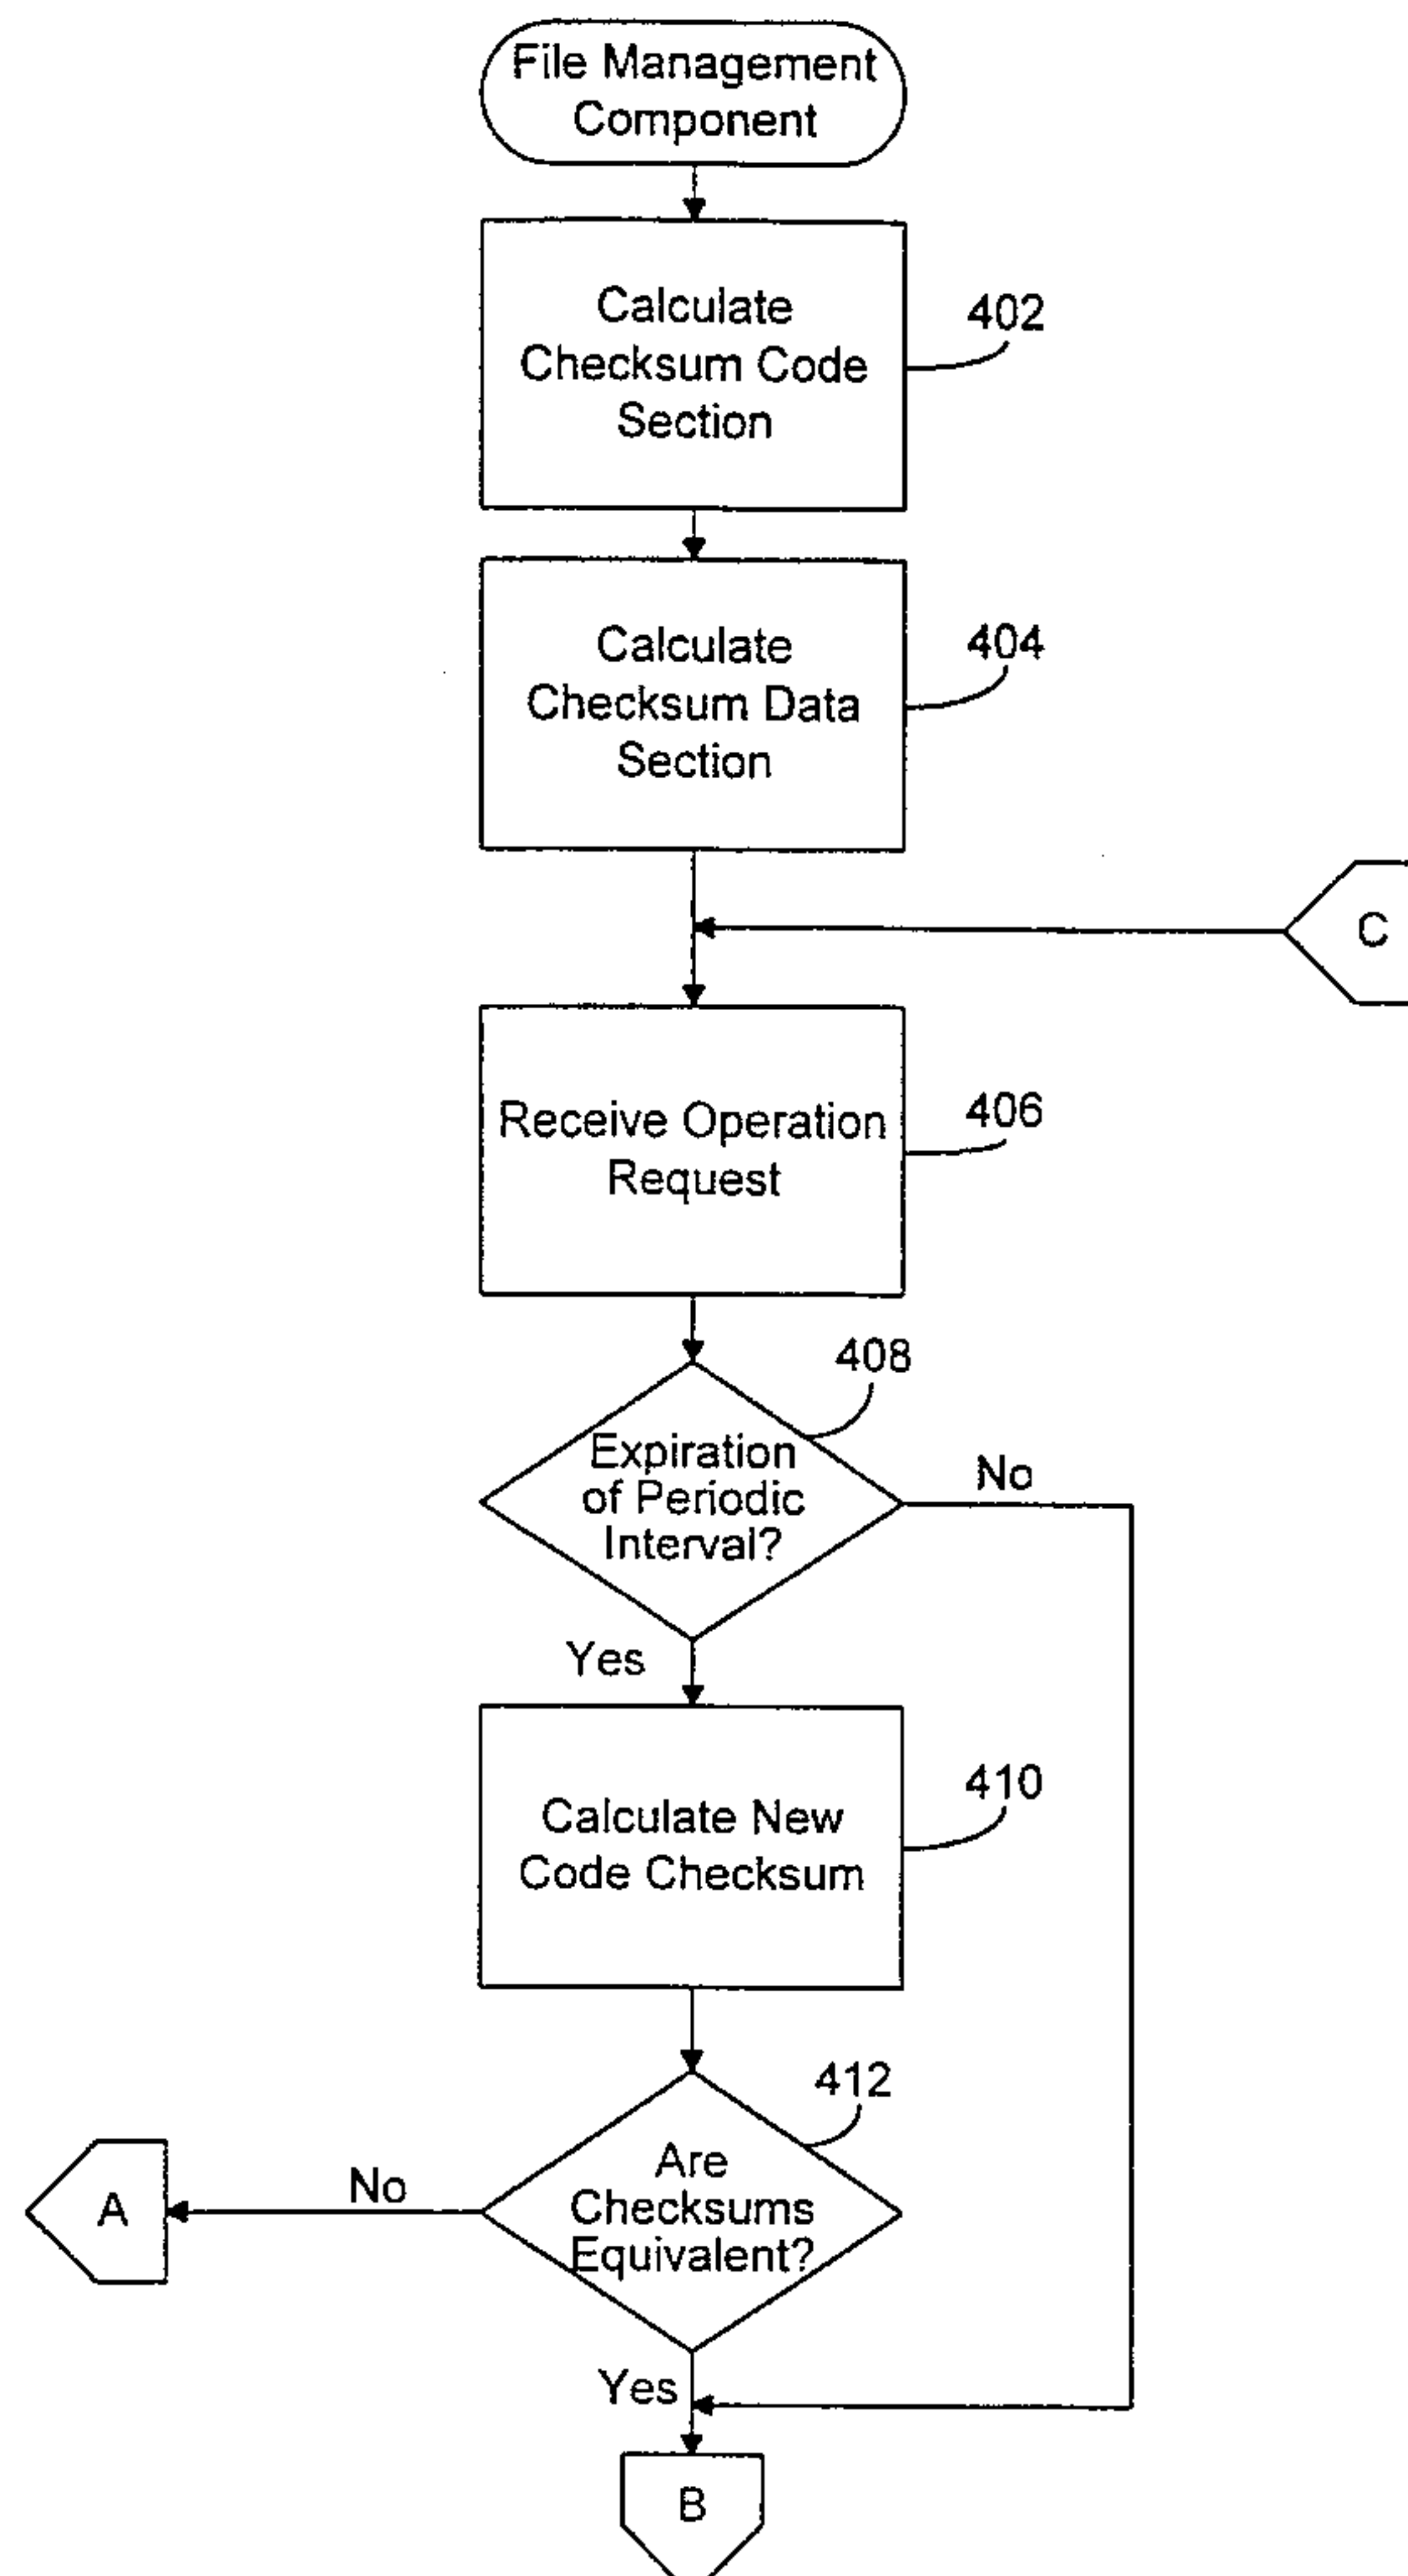 File Management
Component
Calculate
Checksum Code
Section
402
Calculate
Checksum Data
Section
404
C
Receive Operation
Request
406
408
Expiration
of Periodic
Interval?
No
Yes
Calculate New
Code Checksum
410
412
Are
Checksums
Equivalent?
No
A
Yes
B